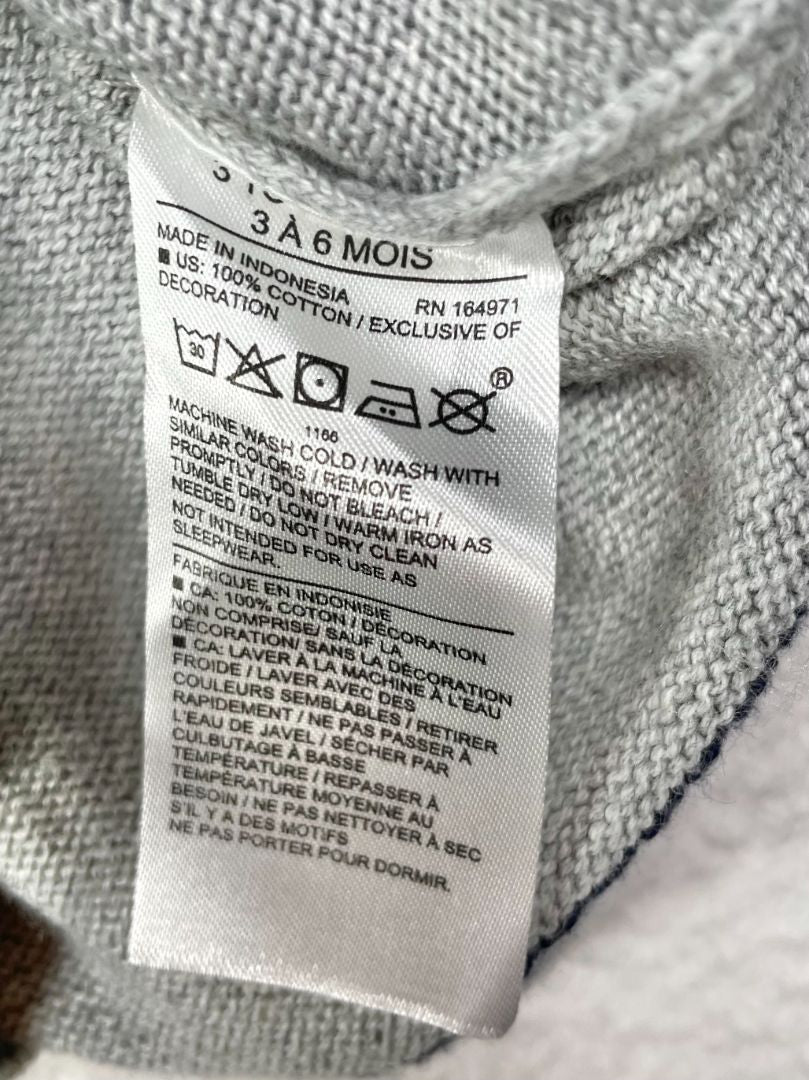 3 À 6 MOIS
MADE IN INDONESIA
RN 164971
■ US: 100% COTTON / EXCLUSIVE OF
DECORATION
30
®
1166
MACHINE WASH COLD / WASH WITH
SIMILAR COLORS / REMOVE
PROMPTLY / DO NOT BLEACH /
TUMBLE DRY LOW / WARM IRON AS
NEEDED / DO NOT DRY CLEAN
NOT INTENDED FOR USE AS
SLEEPWEAR.
FABRIQUE EN INDONISIE
■ CA: 100% COTON / DÉCORATION
NON COMPRISE/ SAUF LA
DÉCORATION/ SANS LA DÉCORATION
■ CA: LAVER À LA MACHINE À L'EAU
FROIDE / LAVER AVEC DES
COULEURS SEMBLABLES / RETIRER
RAPIDEMENT / NE PAS PASSER À
L'EAU DE JAVEL / SÉCHER PAR
CULBUTAGE À BASSE
TEMPÉRATURE / REPASSER À
TEMPÉRATURE MOYENNE AU
BESOIN / NE PAS NETTOYER À SEC
S'IL Y A DES MOTIFS
NE PAS PORTER POUR DORMIR.